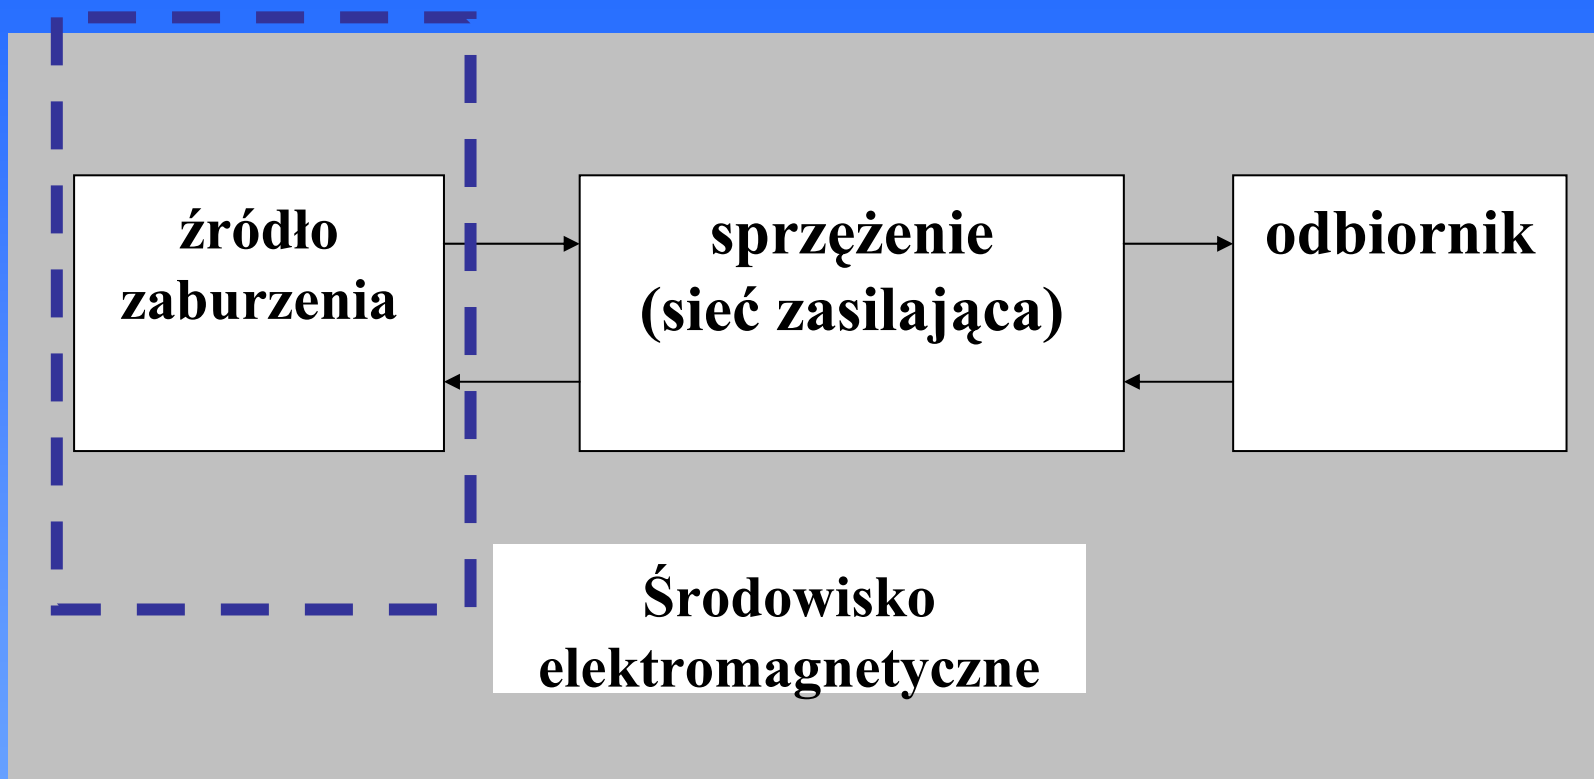 źródło
zaburzenia
sprzężenie
(sieć zasilająca)
odbiornik
Środowisko
elektromagnetyczne